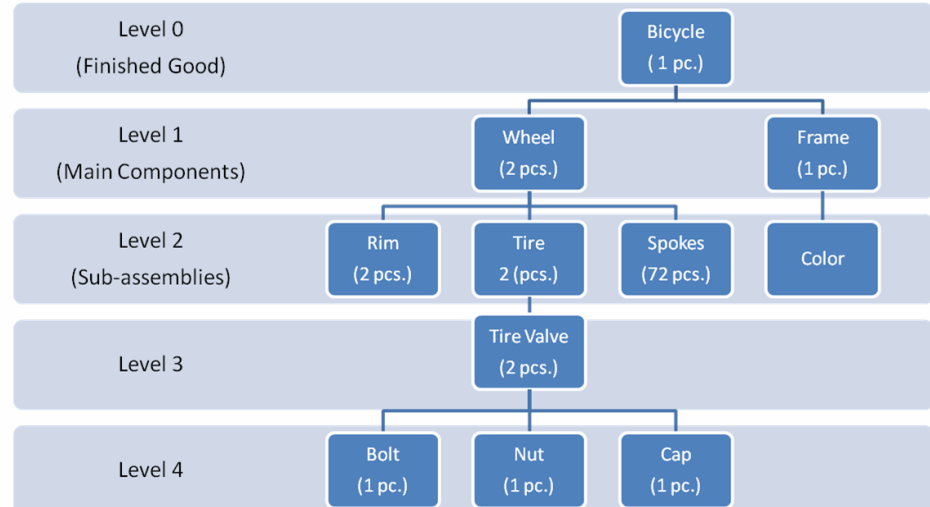 Level 0
(Finished Good)
Bicycle
( 1 pc.)
Level 1
(Main Components)
Wheel
(2 pcs.)
Frame
(1 pc.)
Level 2
(Sub-assemblies)
Rim
(2 pcs.)
Tire
2 (pcs.)
Spokes
(72 pcs.)
Color
Level 3
Tire Valve
(2 pcs.)
Level 4
Bolt
(1 pc.)
Nut
(1 pc.)
Cap
(1 pc.)